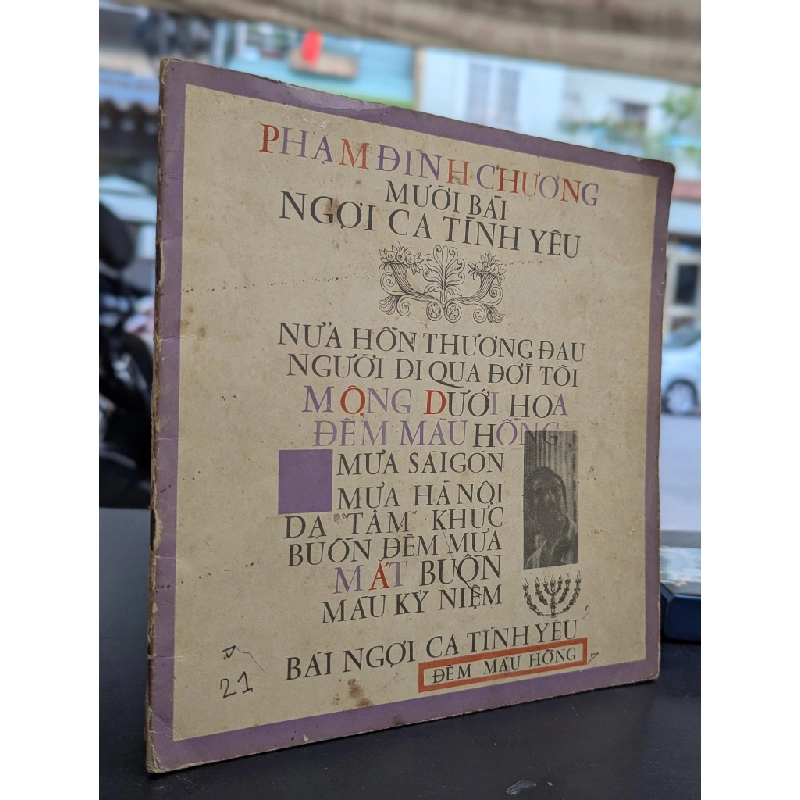 PHẠM ĐÌNH CHƯƠNG
MƯỜI BÀI
NGỢI CA TÌNH YÊU
NỬA HỒN THƯƠNG ĐAU
NGƯỜI ĐI QUA ĐỜI TÔI
MỘNG DƯỚI HOA
ĐÊM MÀU HỒNG
MƯA SAIGON
MƯA HÀNỘI
DẠ "TÂM" KHÚC
BUỒN ĐÊM MƯA
MẮT BUỒN
MÀU KỶ NIỆM
BÀI NGỢI CA TÌNH YÊU
ĐÊM MÀU HỒNG
21